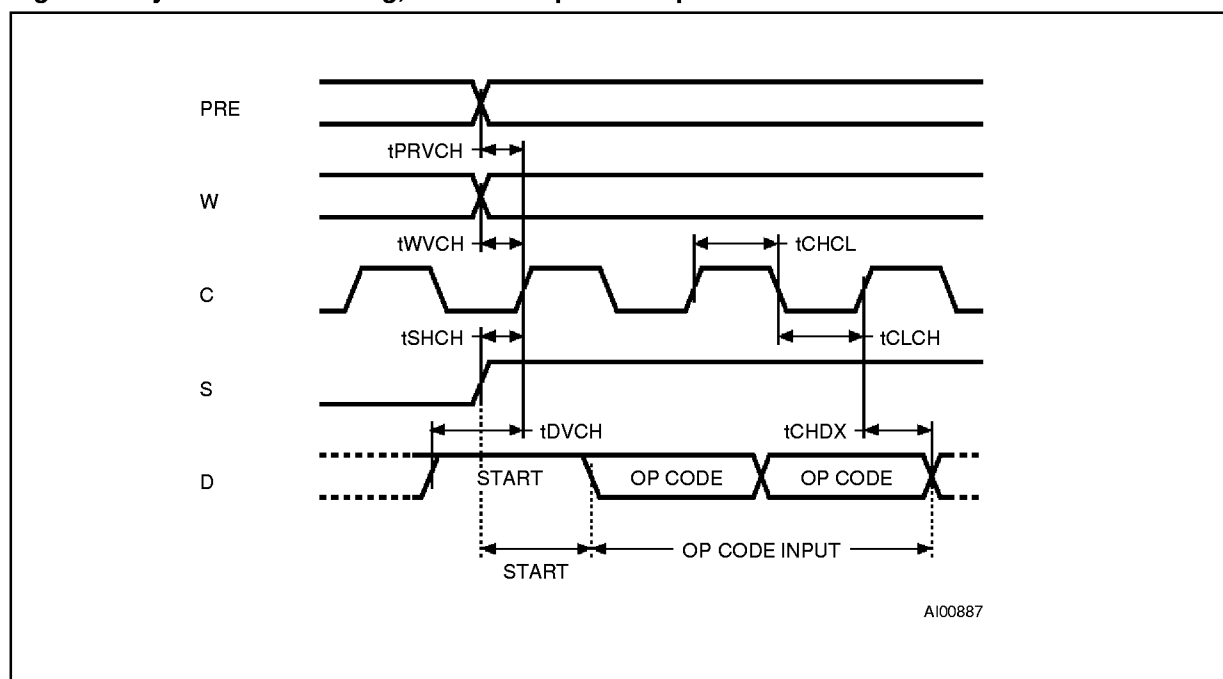 PRE
tPRVCH
W
tWVCH
tCHCL
C
tSHCH
tCLCH
S
tDVCH
tCHDX
D
START
OP CODE
OP CODE
OP CODE INPUT
START
AI00887